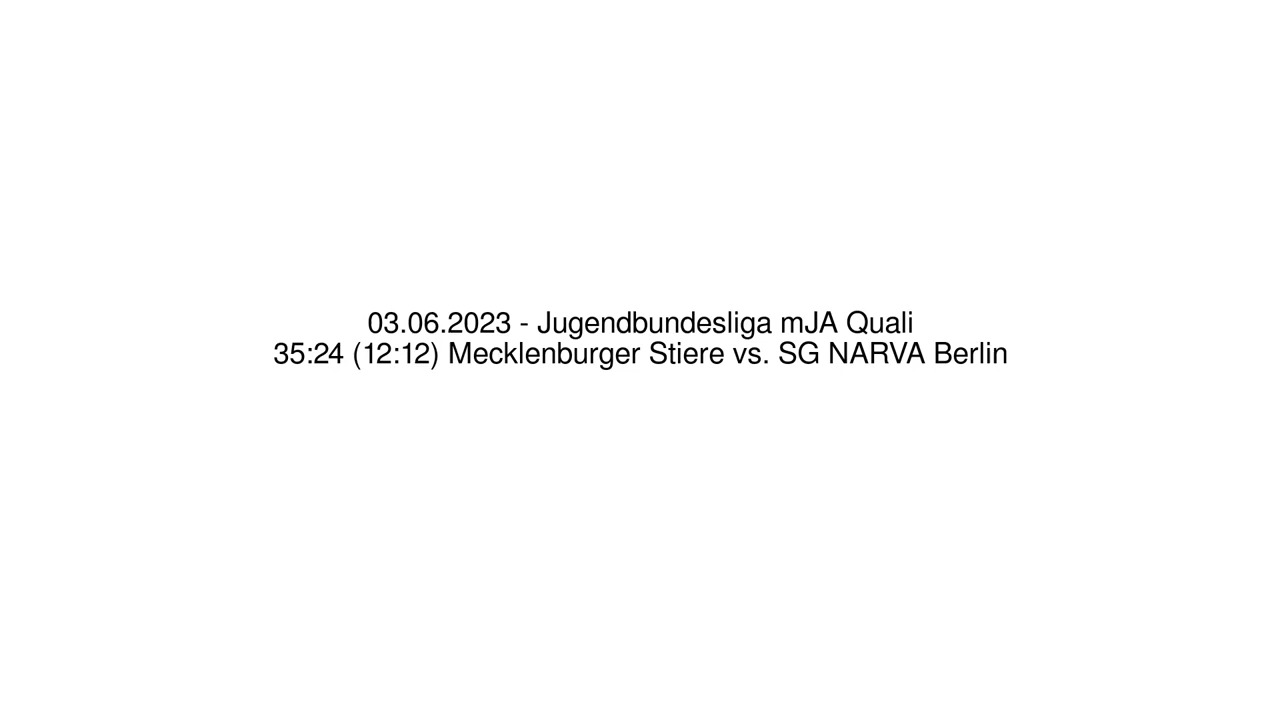 03.06.2023 - Jugendbundesliga mJA Quali
35:24 (12:12) Mecklenburger Stiere vs. SG NARVA Berlin